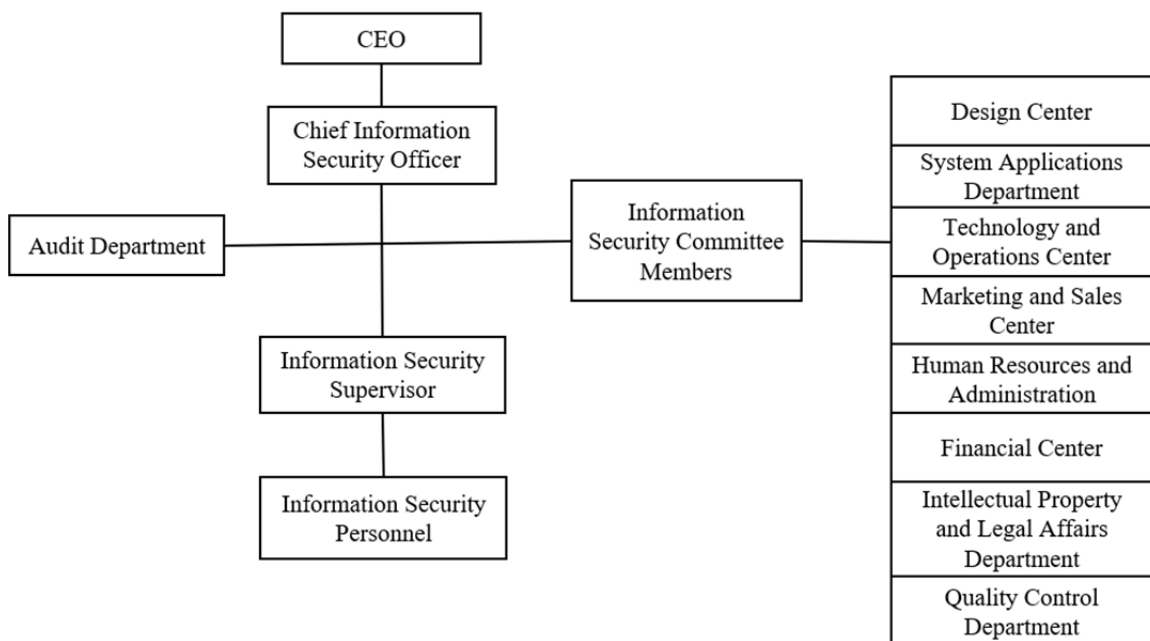 CEO
Chief Information
Security Officer
Audit Department
Information
Security Committee
Members
Information Security
Supervisor
Information Security
Personnel
Design Center
System Applications
Department
Technology and
Operations Center
Marketing and Sales
Center
Human Resources and
Administration
Financial Center
Intellectual Property
and Legal Affairs
Department
Quality Control
Department